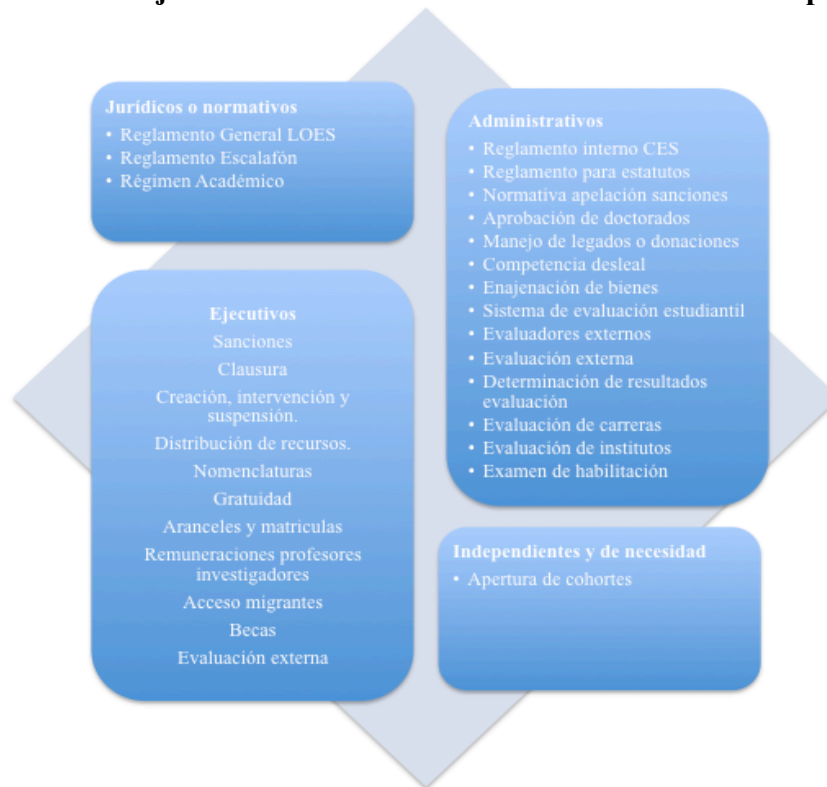 Jurídicos o normativos
• Reglamento General LOES
• Reglamento Escalafón
• Régimen Académico
Administrativos
• Reglamento interno CES
• Reglamento para estatutos
• Normativa apelación sanciones
• Aprobación de doctorados
• Manejo de legados o donaciones
• Competencia desleal
• Enajenación de bienes
• Sistema de evaluación estudiantil
• Evaluadores externos
• Evaluación externa
• Determinación de resultados
evaluación
• Evaluación de carreras
• Evaluación de institutos
• Examen de habilitación
Ejecutivos
Sanciones
Clausura
Creación, intervención y
suspensión.
Distribución de recursos.
Nomenclaturas
Gratuidad
Aranceles y matriculas
Remuneraciones profesores
investigadores
Acceso migrantes
Becas
Evaluación externa
Independientes y de necesidad
• Apertura de cohortes